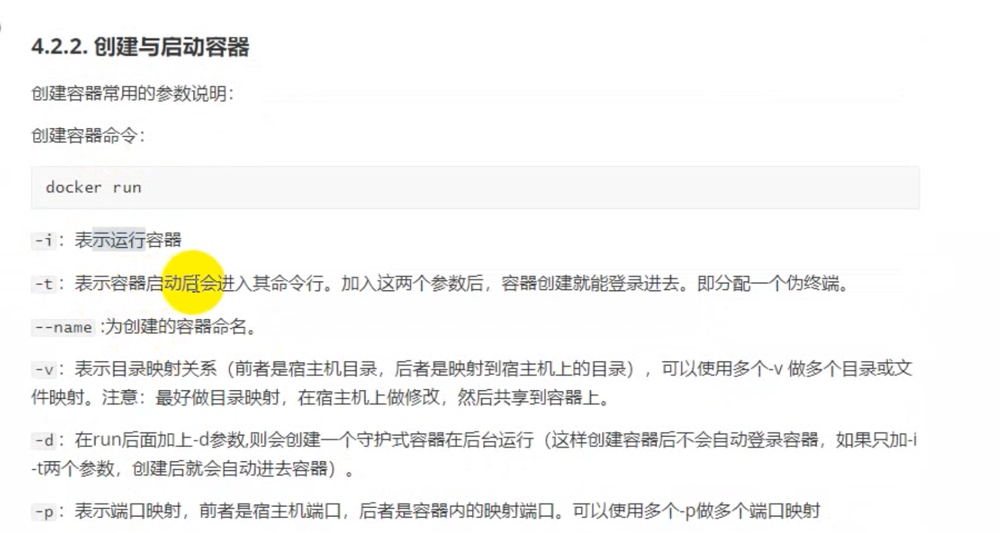 4.2.2. 创建与启动容器
创建容器常用的参数说明：
创建容器命令：
docker run
-i：表示运行容器
-t：表示容器启动后会进入其命令行。加入这两个参数后，容器创建就能登录进去。即分配一个伪终端。
--name :为创建的容器命名。
-v：表示目录映射关系（前者是宿主机目录，后者是映射到宿主机上的目录），可以使用多个-v 做多个目录或文
件映射。注意：最好做目录映射，在宿主机上做修改，然后共享到容器上。
-d：在run后面加上-d参数,则会创建一个守护式容器在后台运行（这样创建容器后不会自动登录容器，如果只加-i
-t两个参数，创建后就会自动进去容器）。
-p：表示端口映射，前者是宿主机端口，后者是容器内的映射端口。可以使用多个-p做多个端口映射